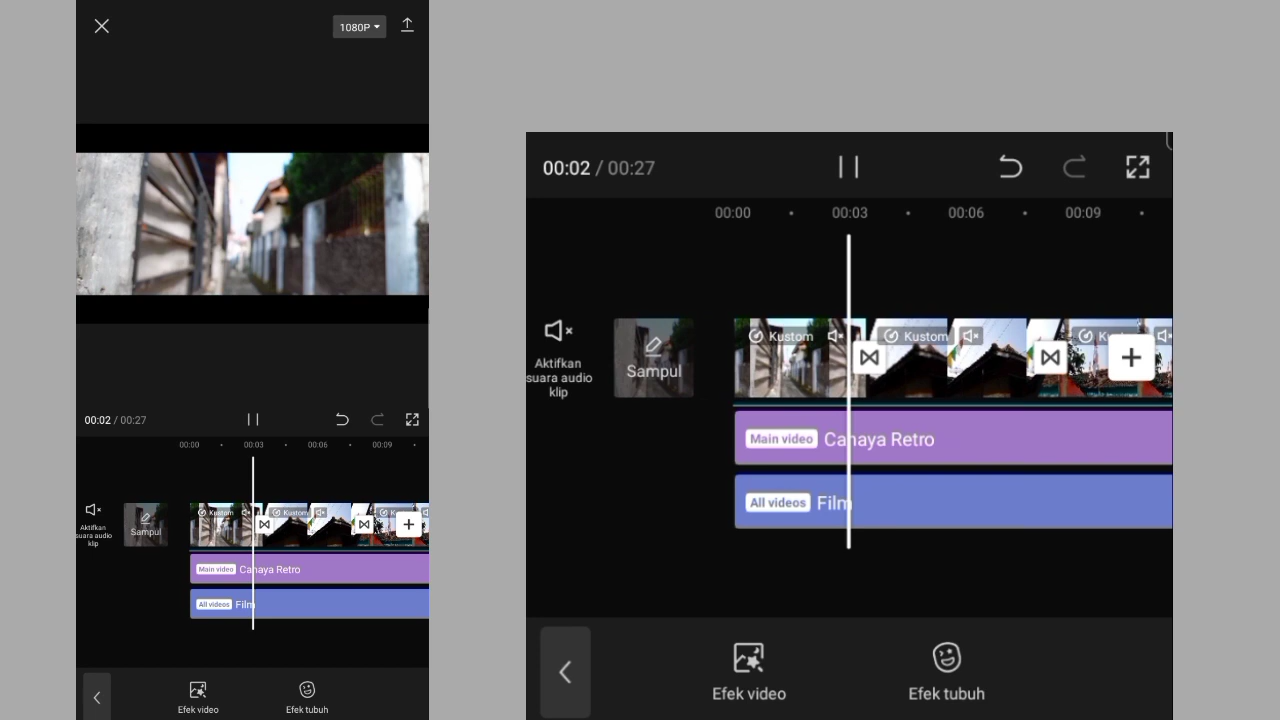 1080P
00:02 / 00:27
00:00
00:03
00:06
00:09
Aktifkan
suara audio
klip
Sampul
Kustom
Kustom
Main video Cahaya Retro
All videos Film
Efek video
Efek tubuh
00:02 / 00:27
00:00
00:03
00:06
00:09
Aktifkan
suara audio
klip
Sampul
Kustom
Kustom
Main video Cahaya Retro
All videos Film
Efek video
Efek tubuh